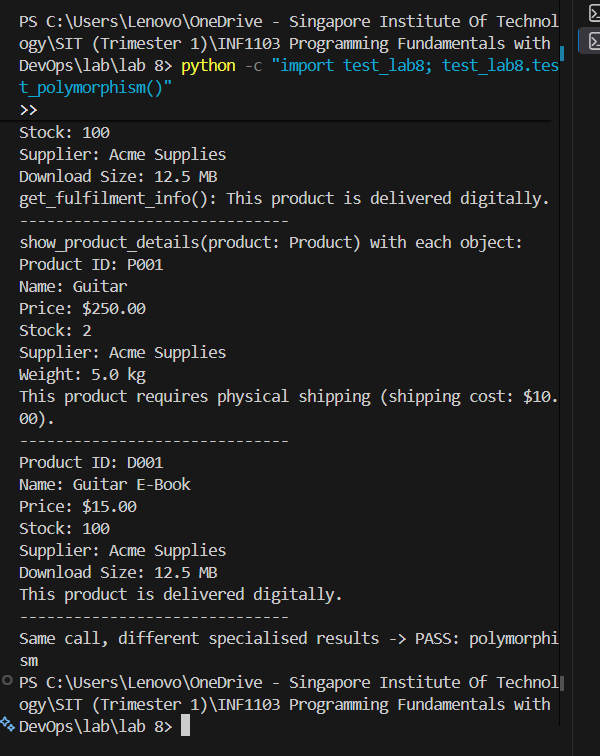 PS C:\Users\Lenovo\OneDrive - Singapore Institute Of Technol
ogy\SIT (Trimester 1)\INF1103 Programming Fundamentals with
DevOps\lab\lab 8> python -c "import test_lab8; test_lab8.tes
t_polymorphism()"
>>
Stock: 100
Supplier: Acme Supplies
Download Size: 12.5 MB
get_fulfilment_info(): This product is delivered digitally.
------------------------------
show_product_details(product: Product) with each object:
Product ID: P001
Name: Guitar
Price: $250.00
Stock: 2
Supplier: Acme Supplies
Weight: 5.0 kg
This product requires physical shipping (shipping cost: $10.
00).
------------------------------
Product ID: D001
Name: Guitar E-Book
Price: $15.00
Stock: 100
Supplier: Acme Supplies
Download Size: 12.5 MB
This product is delivered digitally.
------------------------------
Same call, different specialised results -> PASS: polymorphi
sm
PS C:\Users\Lenovo\OneDrive - Singapore Institute Of Technol
ogy\SIT (Trimester 1)\INF1103 Programming Fundamentals with
DevOps\lab\lab 8>